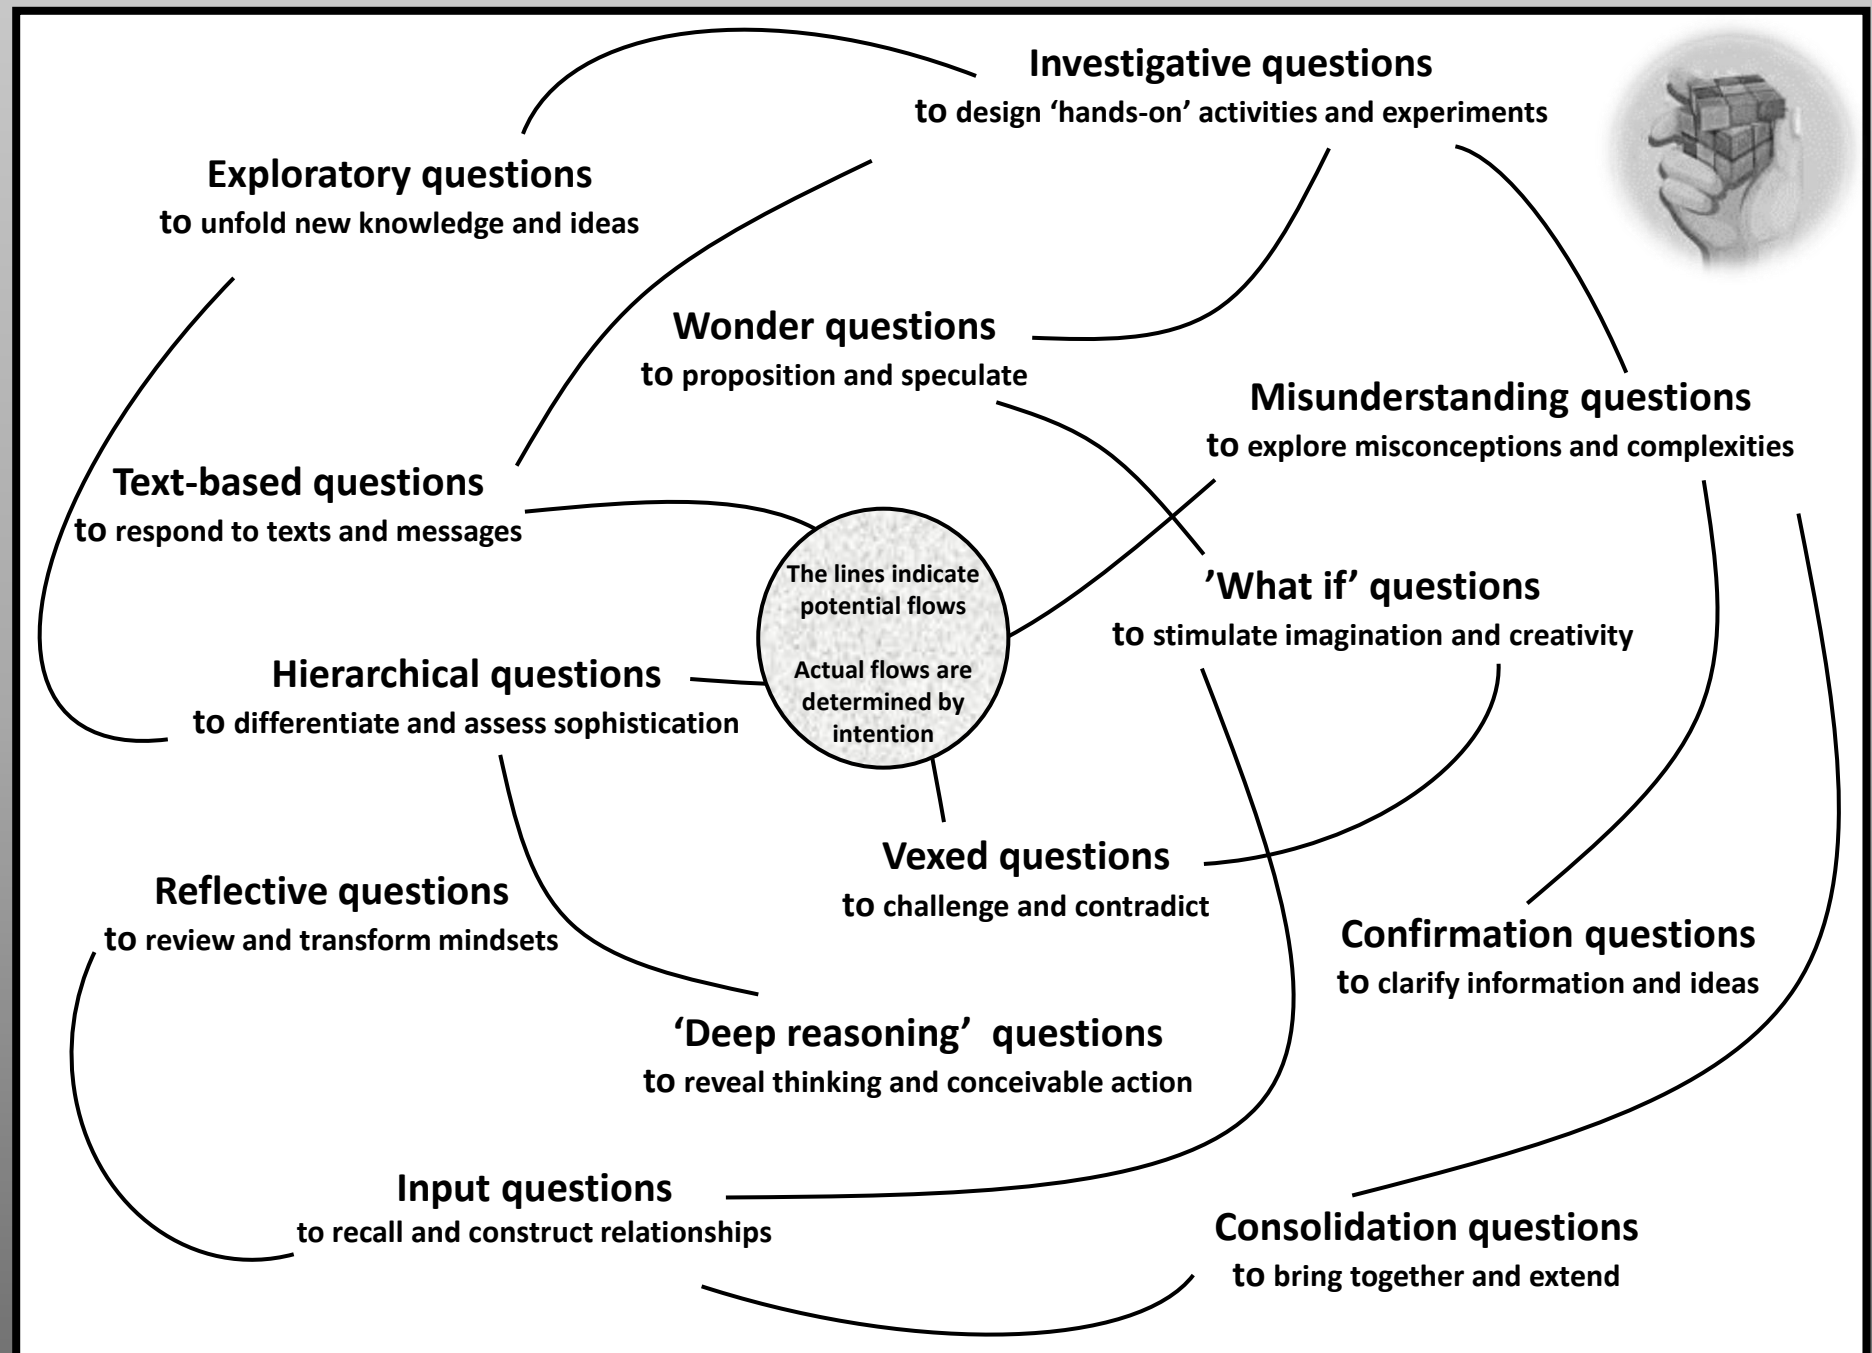 Investigative questions
to design ‘hands-on’ activities and experiments
Exploratory questions
to unfold new knowledge and ideas
Wonder questions
to proposition and speculate
Misunderstanding questions
to explore misconceptions and complexities
Text-based questions
to respond to texts and messages
The lines indicate
potential flows
Actual flows are
determined by
intention
’What if’ questions
to stimulate imagination and creativity
Hierarchical questions
to differentiate and assess sophistication
Vexed questions
to challenge and contradict
Reflective questions
to review and transform mindsets
Confirmation questions
to clarify information and ideas
‘Deep reasoning’ questions
to reveal thinking and conceivable action
Input questions
to recall and construct relationships
Consolidation questions
to bring together and extend